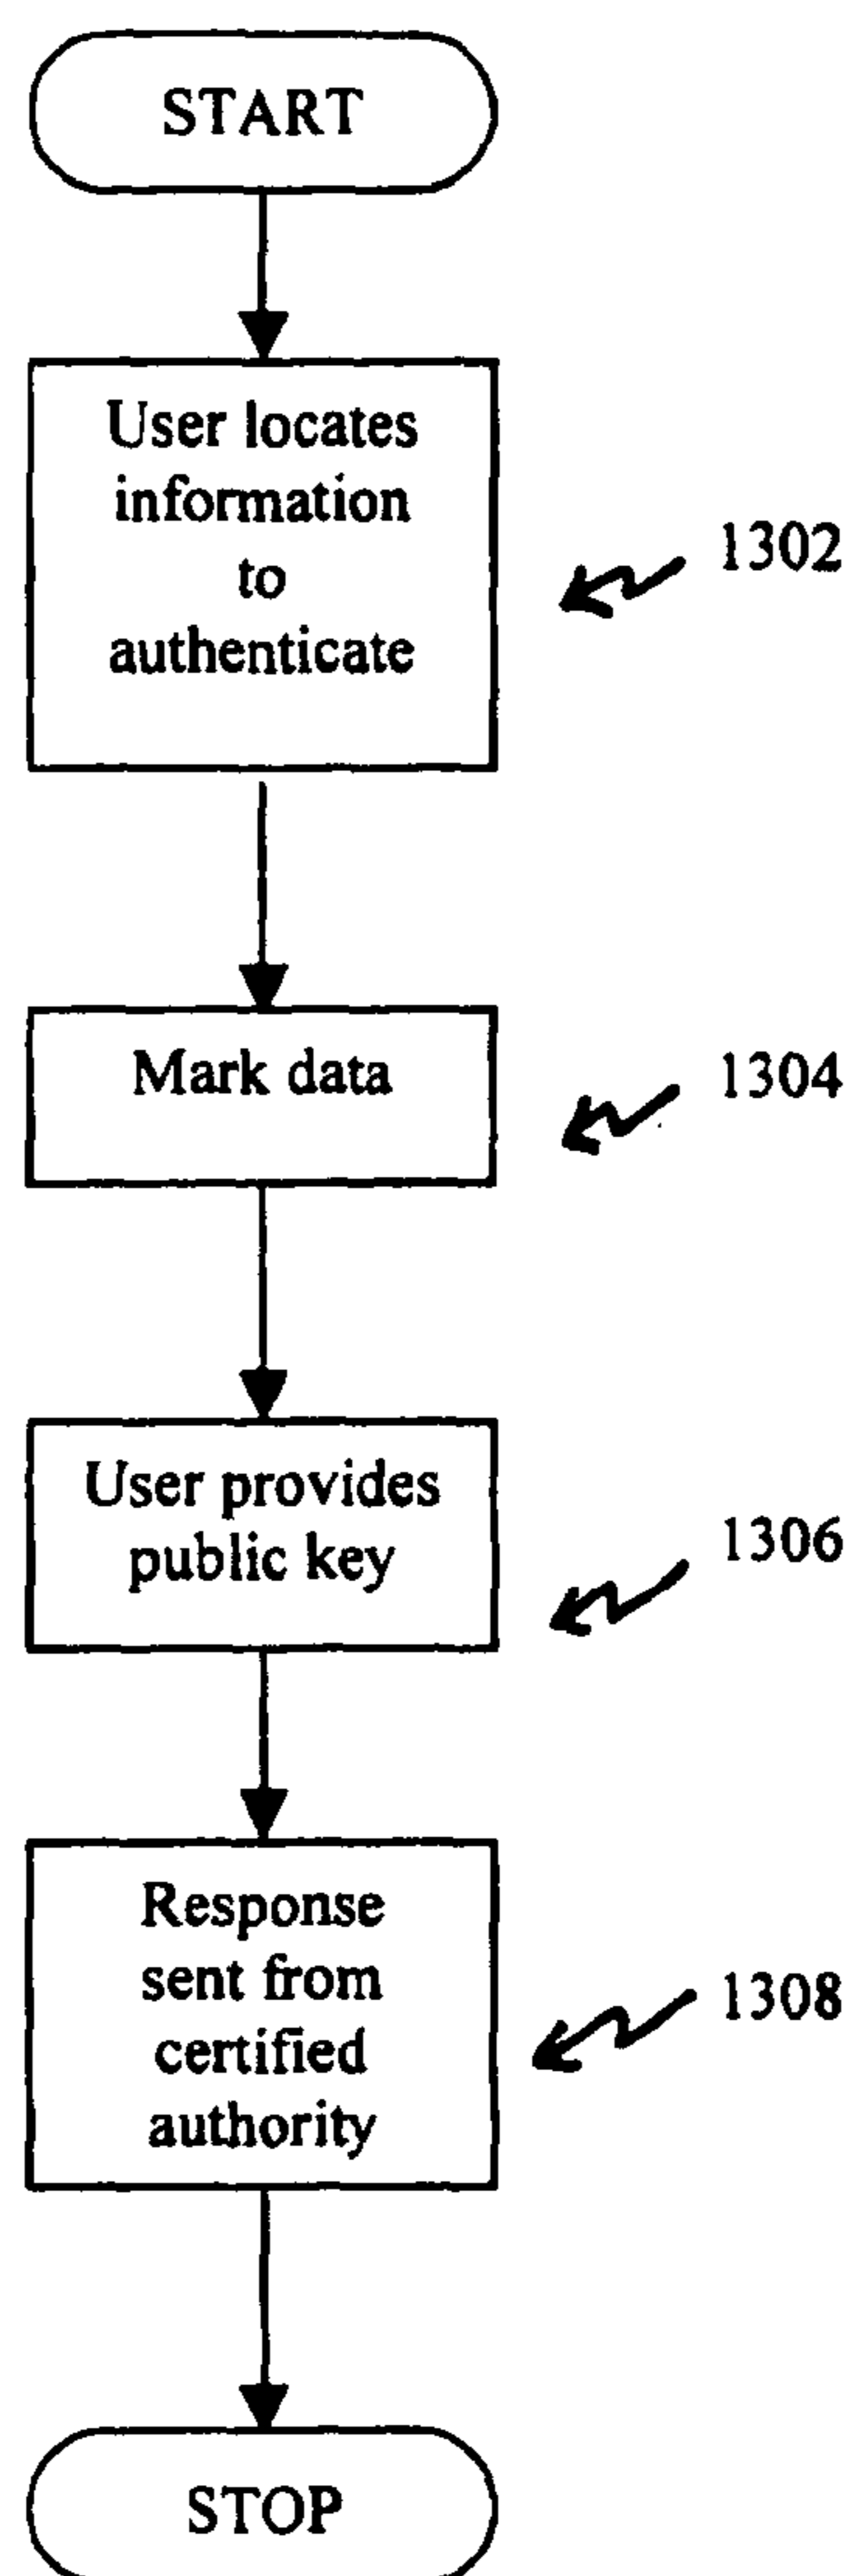 START
User locates
information
to
authenticate
1302
Mark data
1304
User provides
public key
1306
Response
sent from
certified
authority
1308
STOP